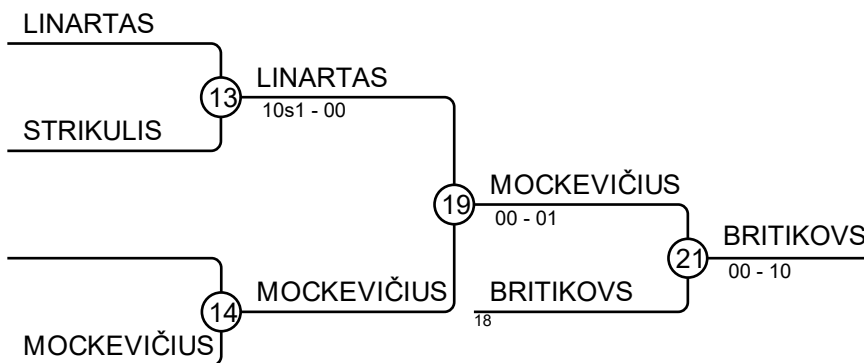 LINARTAS
13
LINARTAS
10s1 - 00
STRIKULIS
19
MOCKEVIČIUS
00 - 01
21
BRITIKOVS
00 - 10
14
MOCKEVIČIUS
BRITIKOVS
18
MOCKEVIČIUS